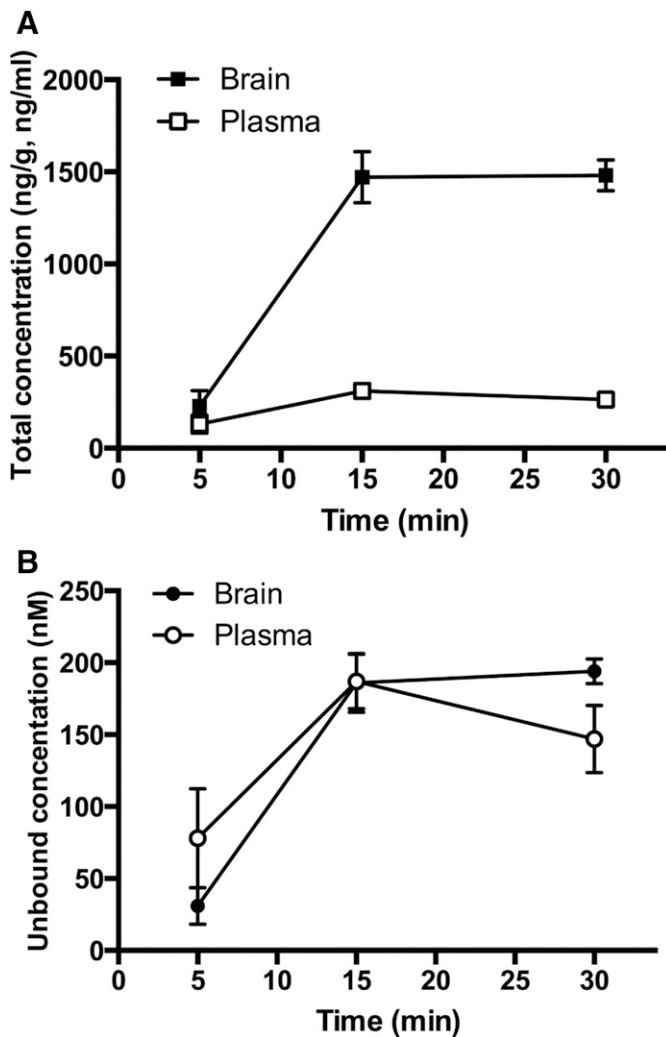 A
Total concentration (ng/g, ng/ml)
2000
1500
1000
500
0
Brain
Plasma
0 5 10 15 20 25 30
Time (min)
B
Unbound concentation (nM)
250
200
150
100
50
0
Brain
Plasma
0 5 10 15 20 25 30
Time (min)